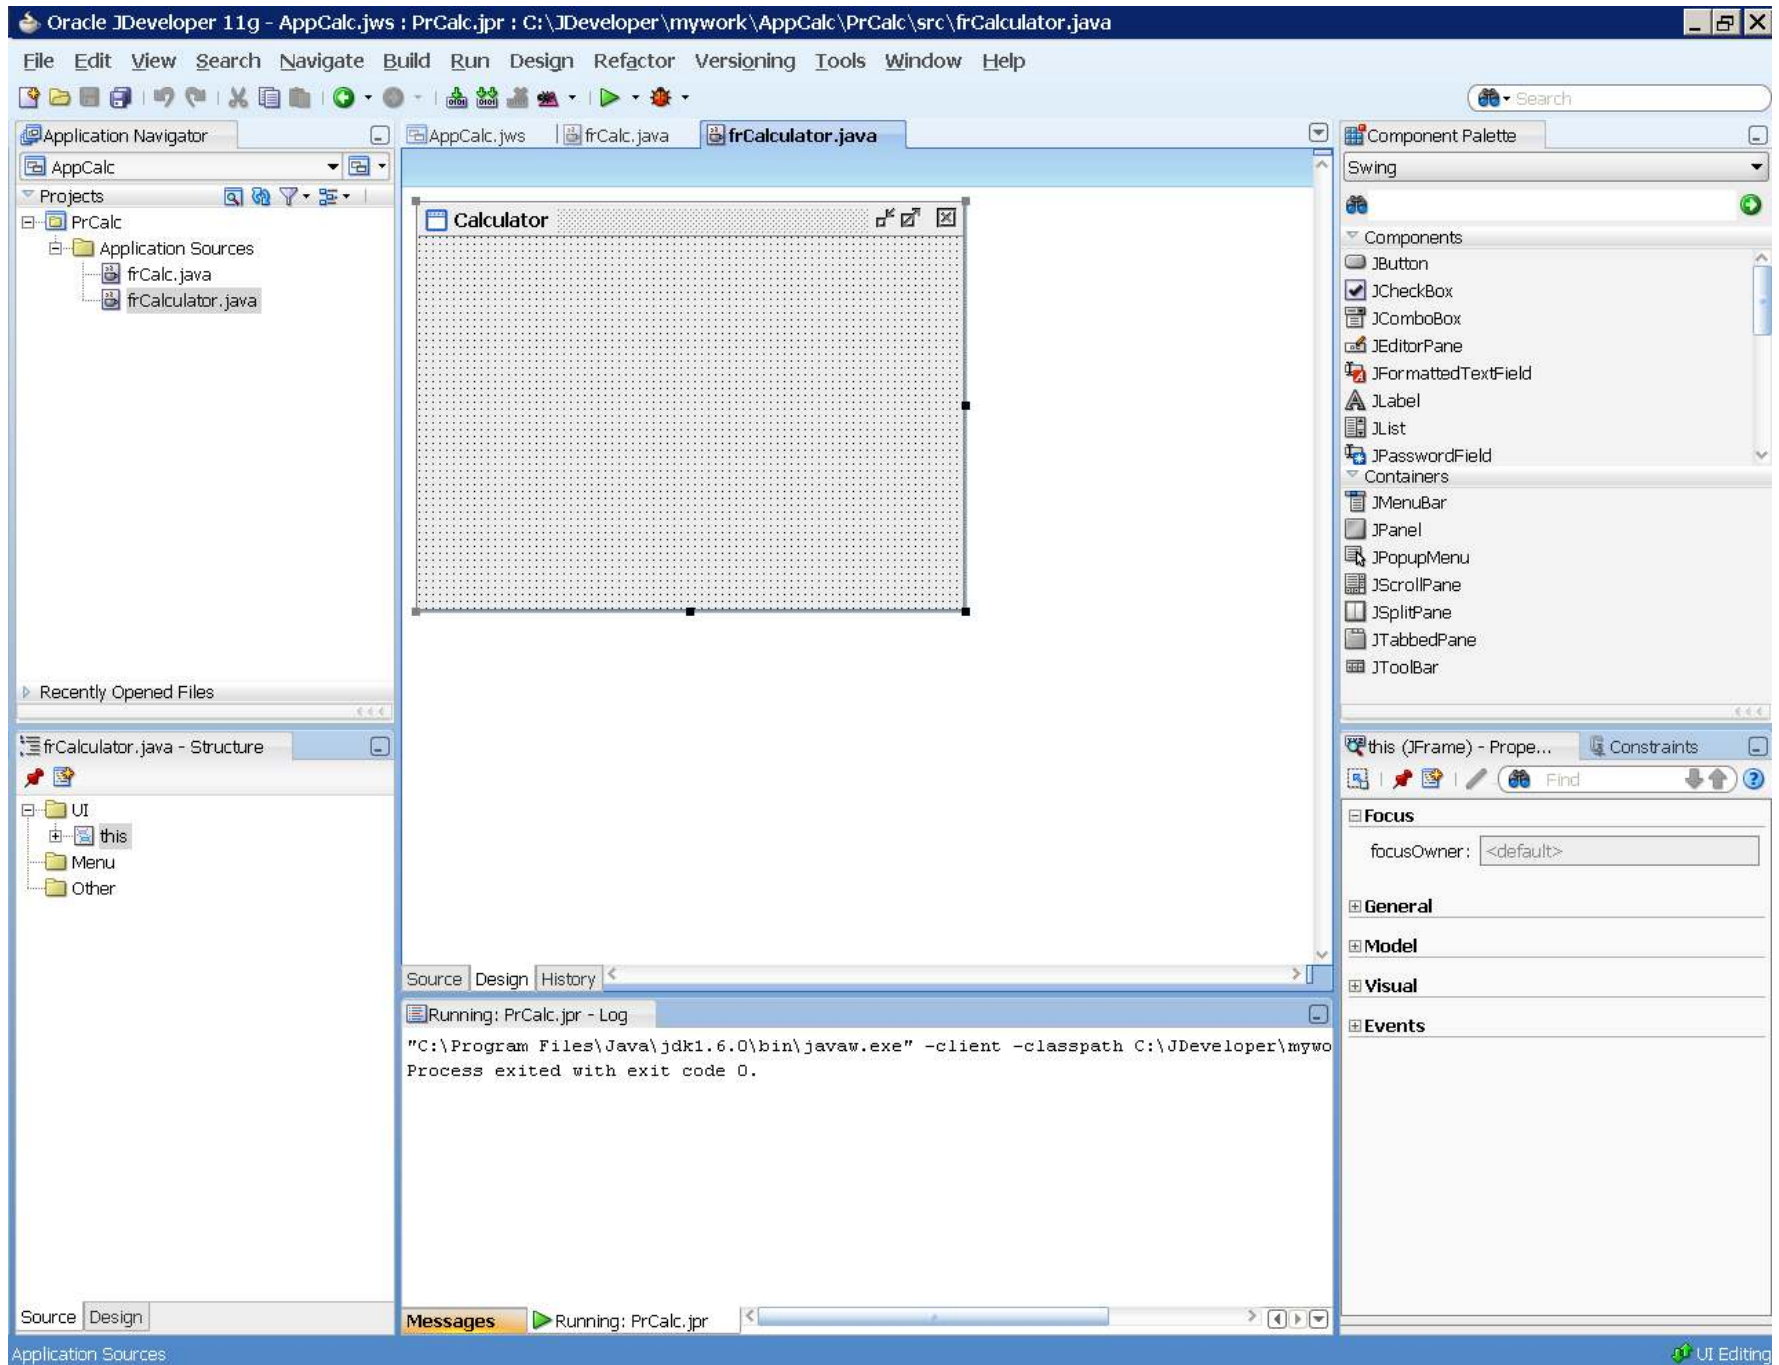 Oracle JDeveloper 11g - AppCalc.jws : PrCalc.jpr : C:\JDeveloper\mywork\AppCalc\PrCalc\src\frCalculator.java
File Edit View Search Navigate Build Run Design Refactor Versioning Tools Window Help
Search
Application Navigator
AppCalc
Projects
PrCalc
Application Sources
frCalc.java
frCalculator.java
Recently Opened Files
frCalculator.java - Structure
UI
this
Menu
Other
Source Design
AppCalc.jws frCalc.java frCalculator.java
Calculator
Source Design History
Running: PrCalc.jpr - Log
"C:\Program Files\Java\jdk1.6.0\bin\javaw.exe" -client -classpath C:\JDeveloper\mywo
Process exited with exit code 0.
Messages Running: PrCalc.jpr
Component Palette
Swing
Components
JButton
JCheckBox
JComboBox
JEditorPane
JFormattedTextField
JLabel
JList
JPasswordField
Containers
JMenuBar
JPanel
JPopupMenu
JScrollPane
JSplitPane
JTabbedPane
JToolBar
this (JFrame) - Prope... Constraints
Find
Focus
focusOwner: <default>
General
Model
Visual
Events
Application Sources UI Editing